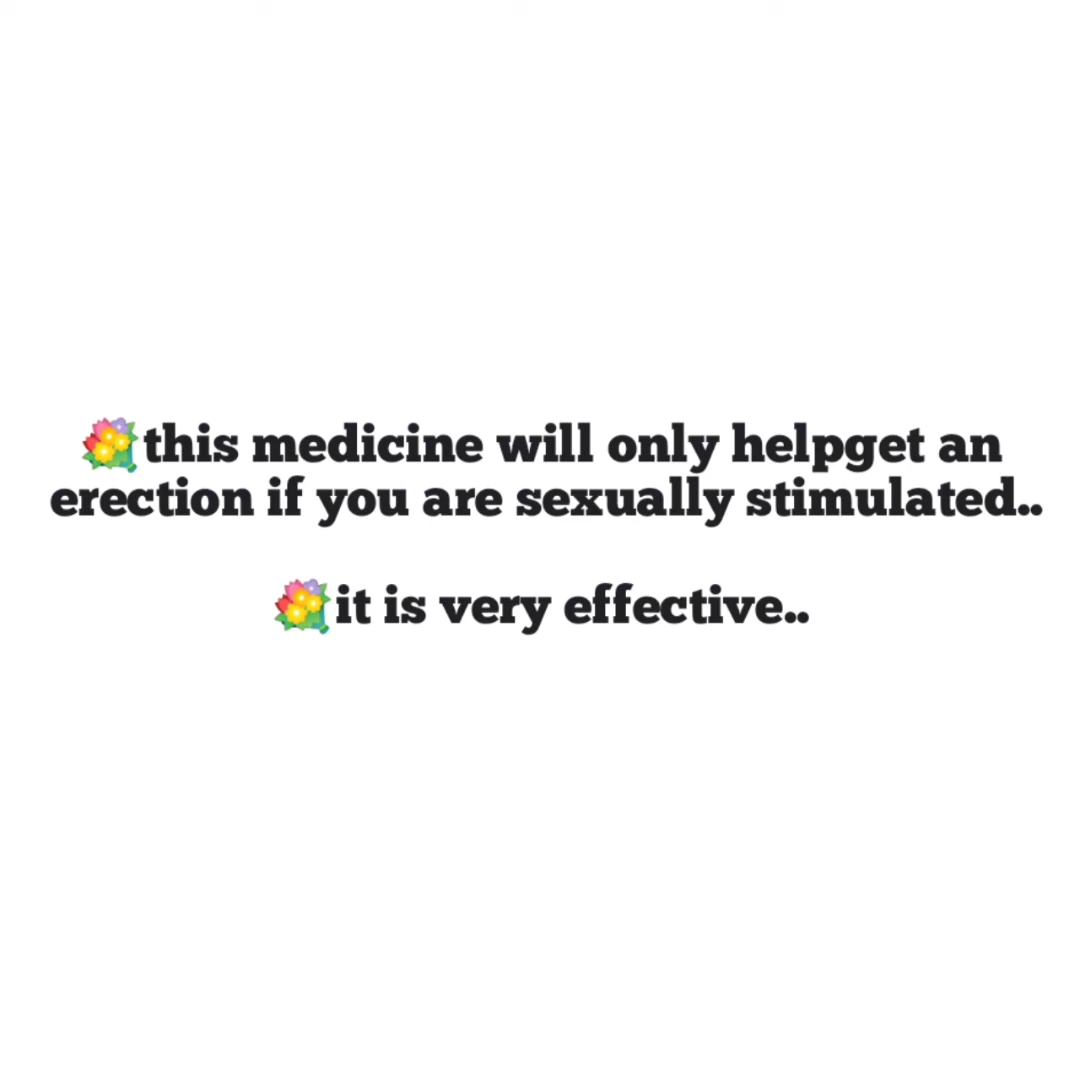 💐this medicine will only helpget an
erection if you are sexually stimulated..
💐it is very effective..